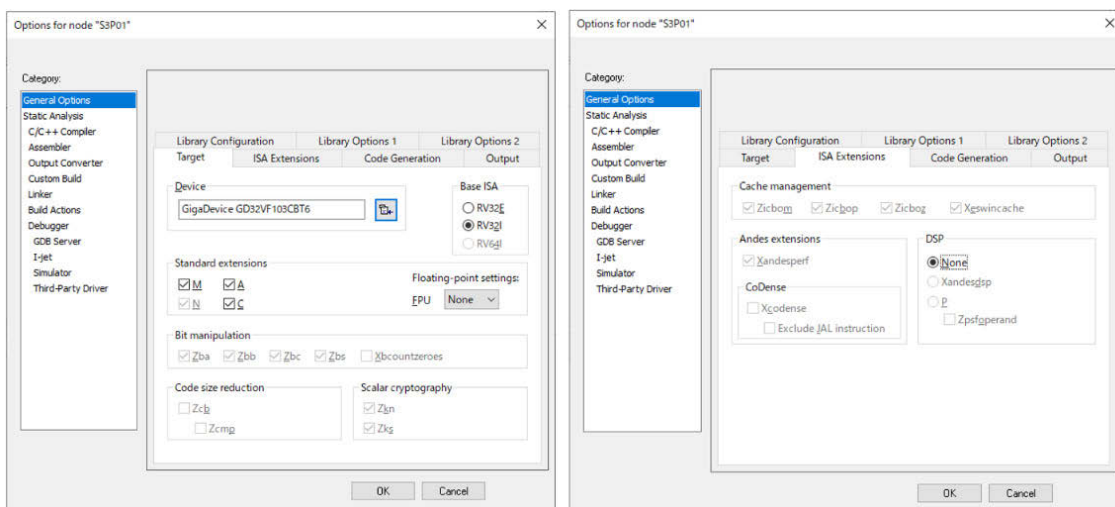 Options for node "S3P01"
Category:
General Options
Static Analysis
C/C++ Compiler
Assembler
Output Converter
Custom Build
Linker
Build Actions
Debugger
GDB Server
I-jet
Simulator
Third-Party Driver
Library Configuration Library Options 1 Library Options 2
Target ISA Extensions Code Generation Output
Device
GigaDevice GD32VF103CBT6
Base ISA
RV32E
RV32I
RV64I
Standard extensions
M A
N C
Floating-point settings:
FPU None
Bit manipulation
Zba Zbb Zbc Zbs Xbcountzeroes
Code size reduction
Zcb
Zcmp
Scalar cryptography
Zkn
Zks
OK Cancel
Options for node "S3P01"
Category:
General Options
Static Analysis
C/C++ Compiler
Assembler
Output Converter
Custom Build
Linker
Build Actions
Debugger
GDB Server
I-jet
Simulator
Third-Party Driver
Library Configuration Library Options 1 Library Options 2
Target ISA Extensions Code Generation Output
Cache management
Zicbom Zicbop Zicboz Xeswincache
Andes extensions
Xandesperf
CoDense
Xcodense
Exclude JAL instruction
DSP
None
Xandesdsp
P
Zpsfoperand
OK Cancel